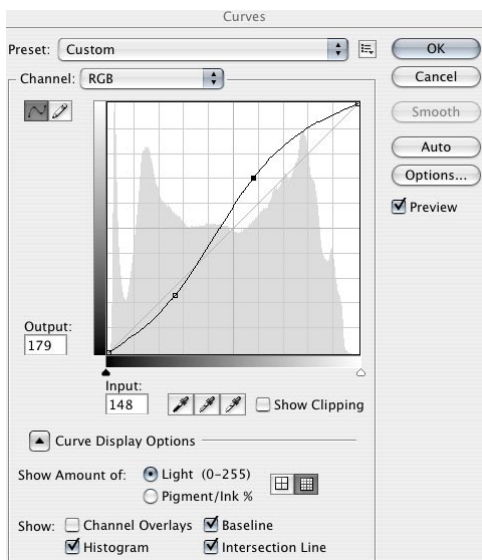 Curves
Preset: Custom
OK
Channel: RGB
Cancel
Smooth
Auto
Options...
Preview
Output:
179
Input:
148
Show Clipping
Curve Display Options
Show Amount of: Light (0-255)
Pigment/Ink %
Show: Channel Overlays Baseline
Histogram Intersection Line